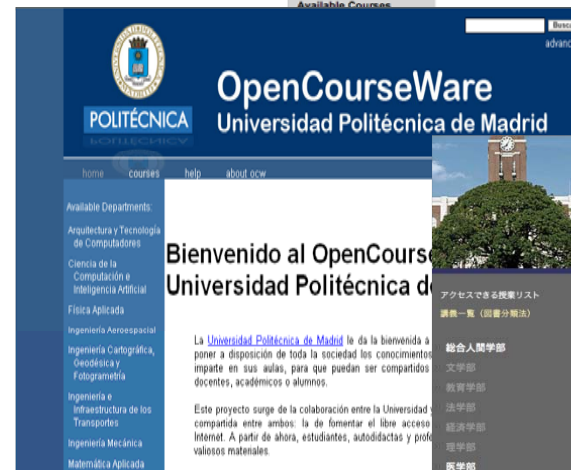 Available Courses
Busca
advanc
OpenCourseWare
Universidad Politécnica de Madrid
POLITÉCNICA
home courses help about ocw
Available Departments:
Arquitectura y Tecnología
de Computadores
Ciencia de la
Computación e
Inteligencia Artificial
Física Aplicada
Ingeniería Aeroespacial
Ingeniería Cartográfica,
Geodésica y
Fotogrametría
Ingeniería e
Infraestructura de los
Transportes
Ingeniería Mecánica
Matemática Aplicada
Bienvenido al OpenCourse
Universidad Politécnica d
La Universidad Politécnica de Madrid le da la bienvenida a
poner a disposición de toda la sociedad los conocimientos
imparte en sus aulas, para que puedan ser compartidos
docentes, académicos o alumnos.
Este proyecto surge de la colaboración entre la Universidad y
compartida entre ambos: la de fomentar el libre acceso
Internet. A partir de ahora, estudiantes, autodidactas y profe
valiosos materiales.
アクセスできる授業リスト
講義一覧（図書分類法）
総合人間学部
文学部
教育学部
法学部
経済学部
理学部
医学部